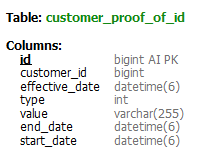 Table: customer_proof_of_id
Columns:
id bigint AI PK
customer_id bigint
effective_date datetime(6)
type int
value varchar(255)
end_date datetime(6)
start_date datetime(6)